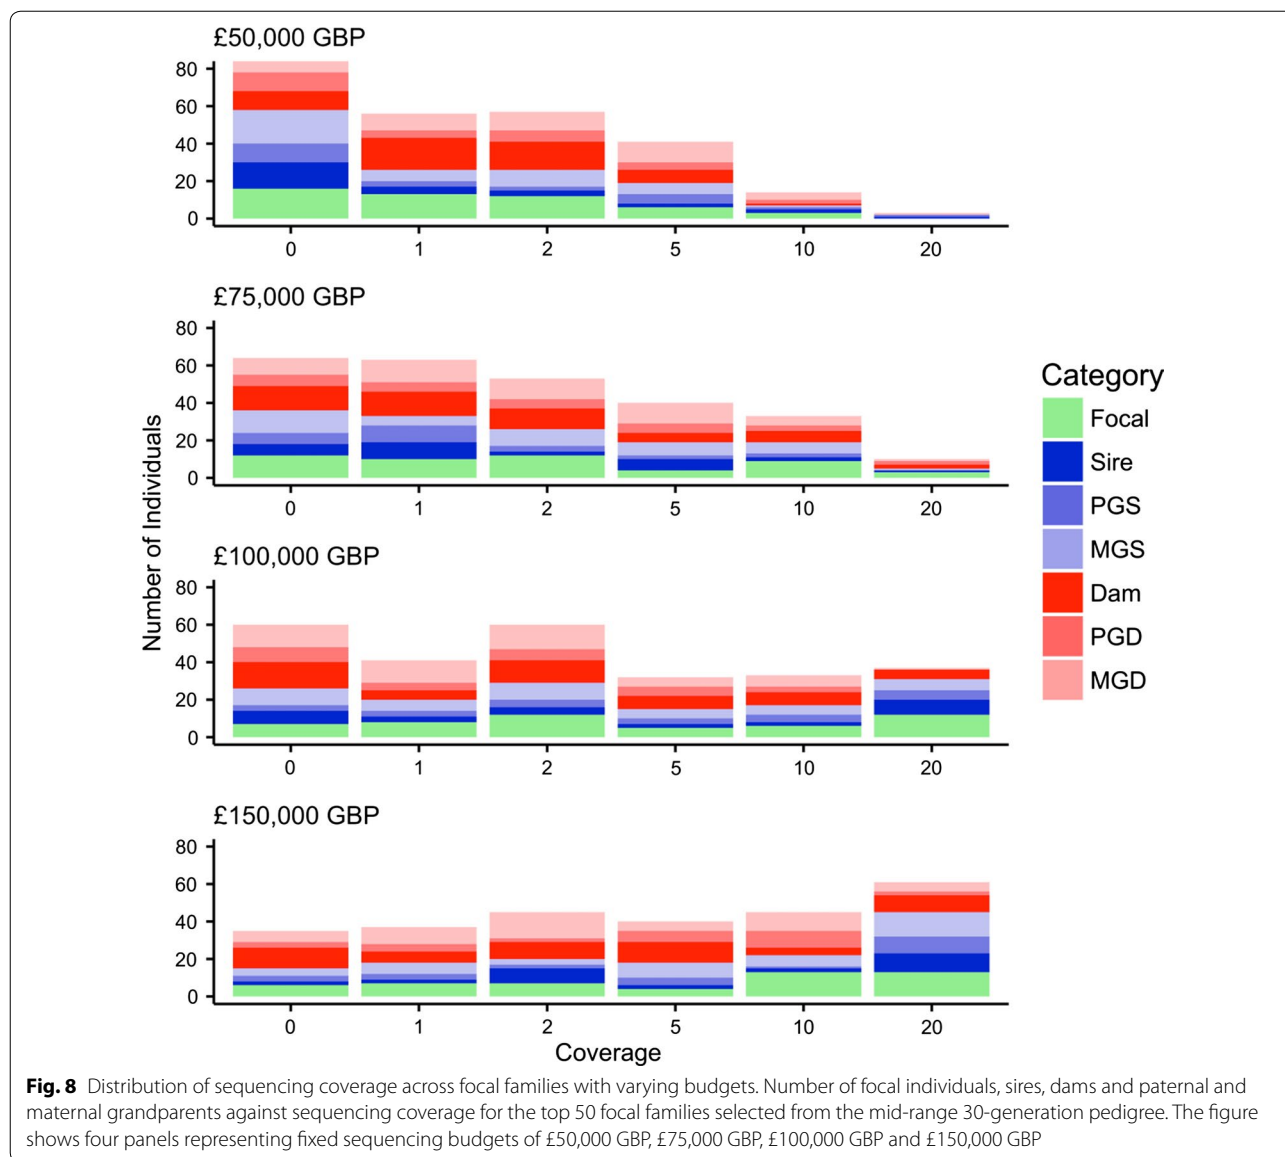 £50,000 GBP
80
60
40
20
0
0 1 2 5 10 20
£75,000 GBP
80
60
40
20
0
0 1 2 5 10 20
Number of Individuals
£100,000 GBP
80
60
40
20
0
0 1 2 5 10 20
£150,000 GBP
80
60
40
20
0
0 1 2 5 10 20
Coverage
Category
Focal
Sire
PGS
MGS
Dam
PGD
MGD
Fig. 8 Distribution of sequencing coverage across focal families with varying budgets. Number of focal individuals, sires, dams and paternal and
maternal grandparents against sequencing coverage for the top 50 focal families selected from the mid-range 30-generation pedigree. The figure
shows four panels representing fixed sequencing budgets of £50,000 GBP, £75,000 GBP, £100,000 GBP and £150,000 GBP